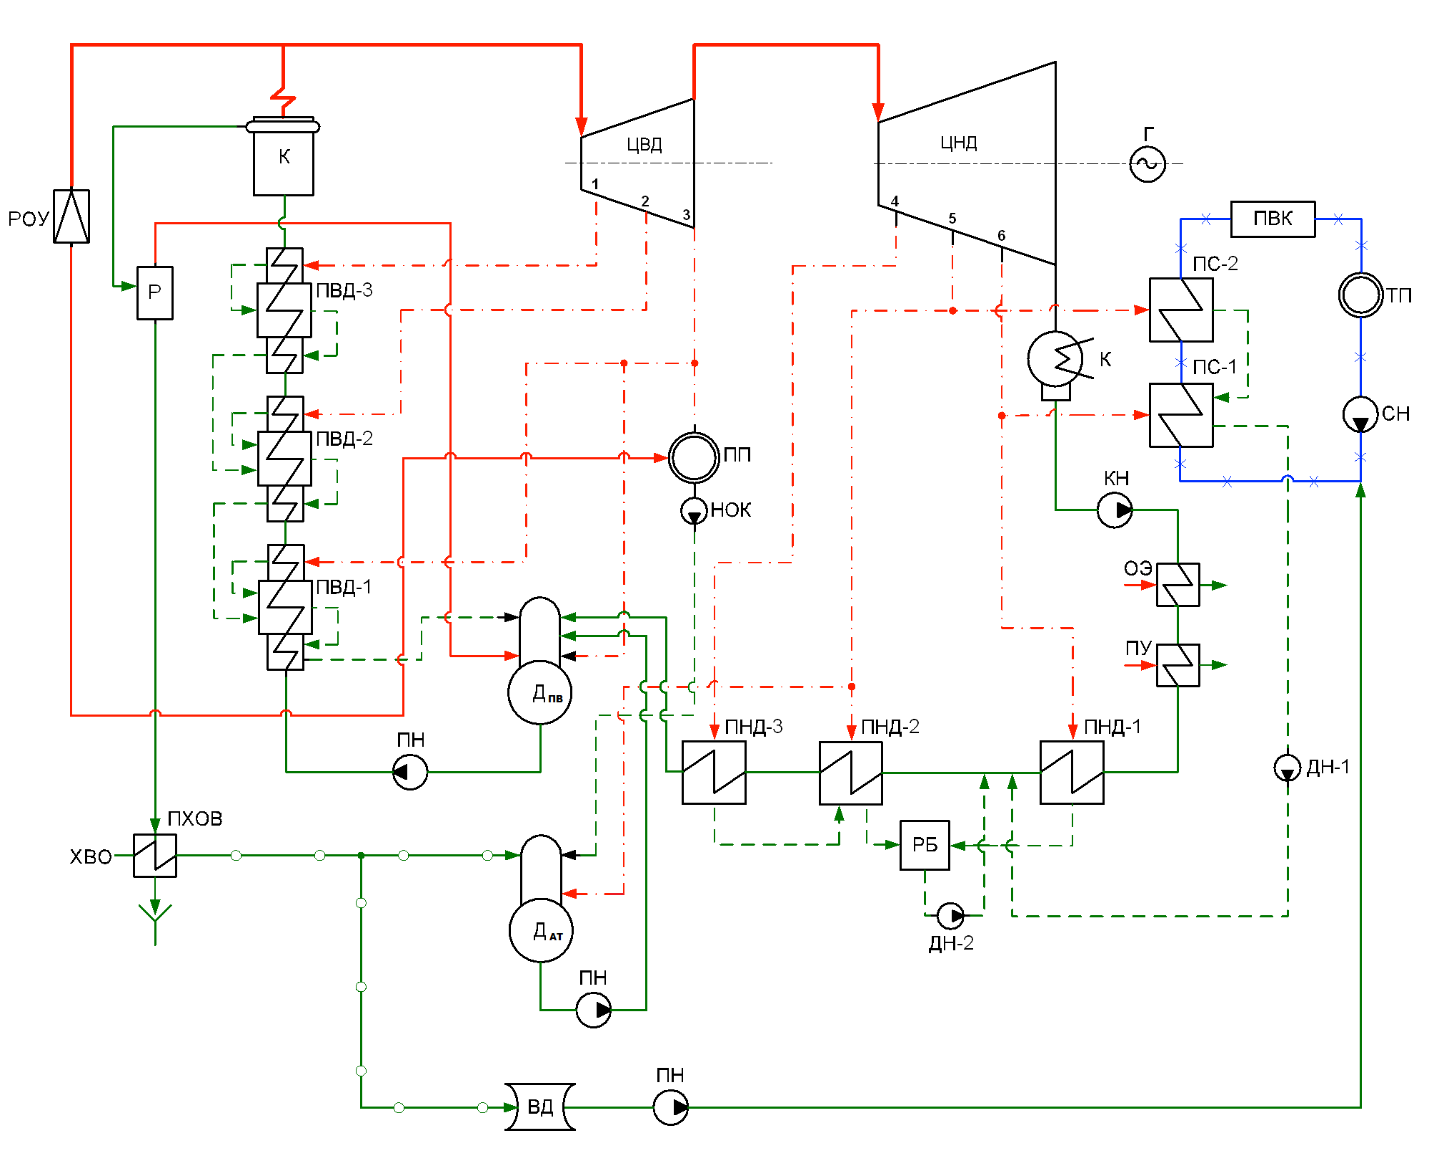 Г
ЦВД
ЦНД
К
1
2
3
4
5
6
РОУ
ПВК
ПС-2
Р
ПВД-3
ТП
К
ПС-1
СН
ПВД-2
ПП
КН
НОК
ОЭ
ПВД-1
ПУ
Д ПВ
ПН
ПНД-3
ПНД-2
ПНД-1
ДН-1
ПХОВ
ХВО
РБ
Д АТ
ДН-2
ПН
ПН
ВД